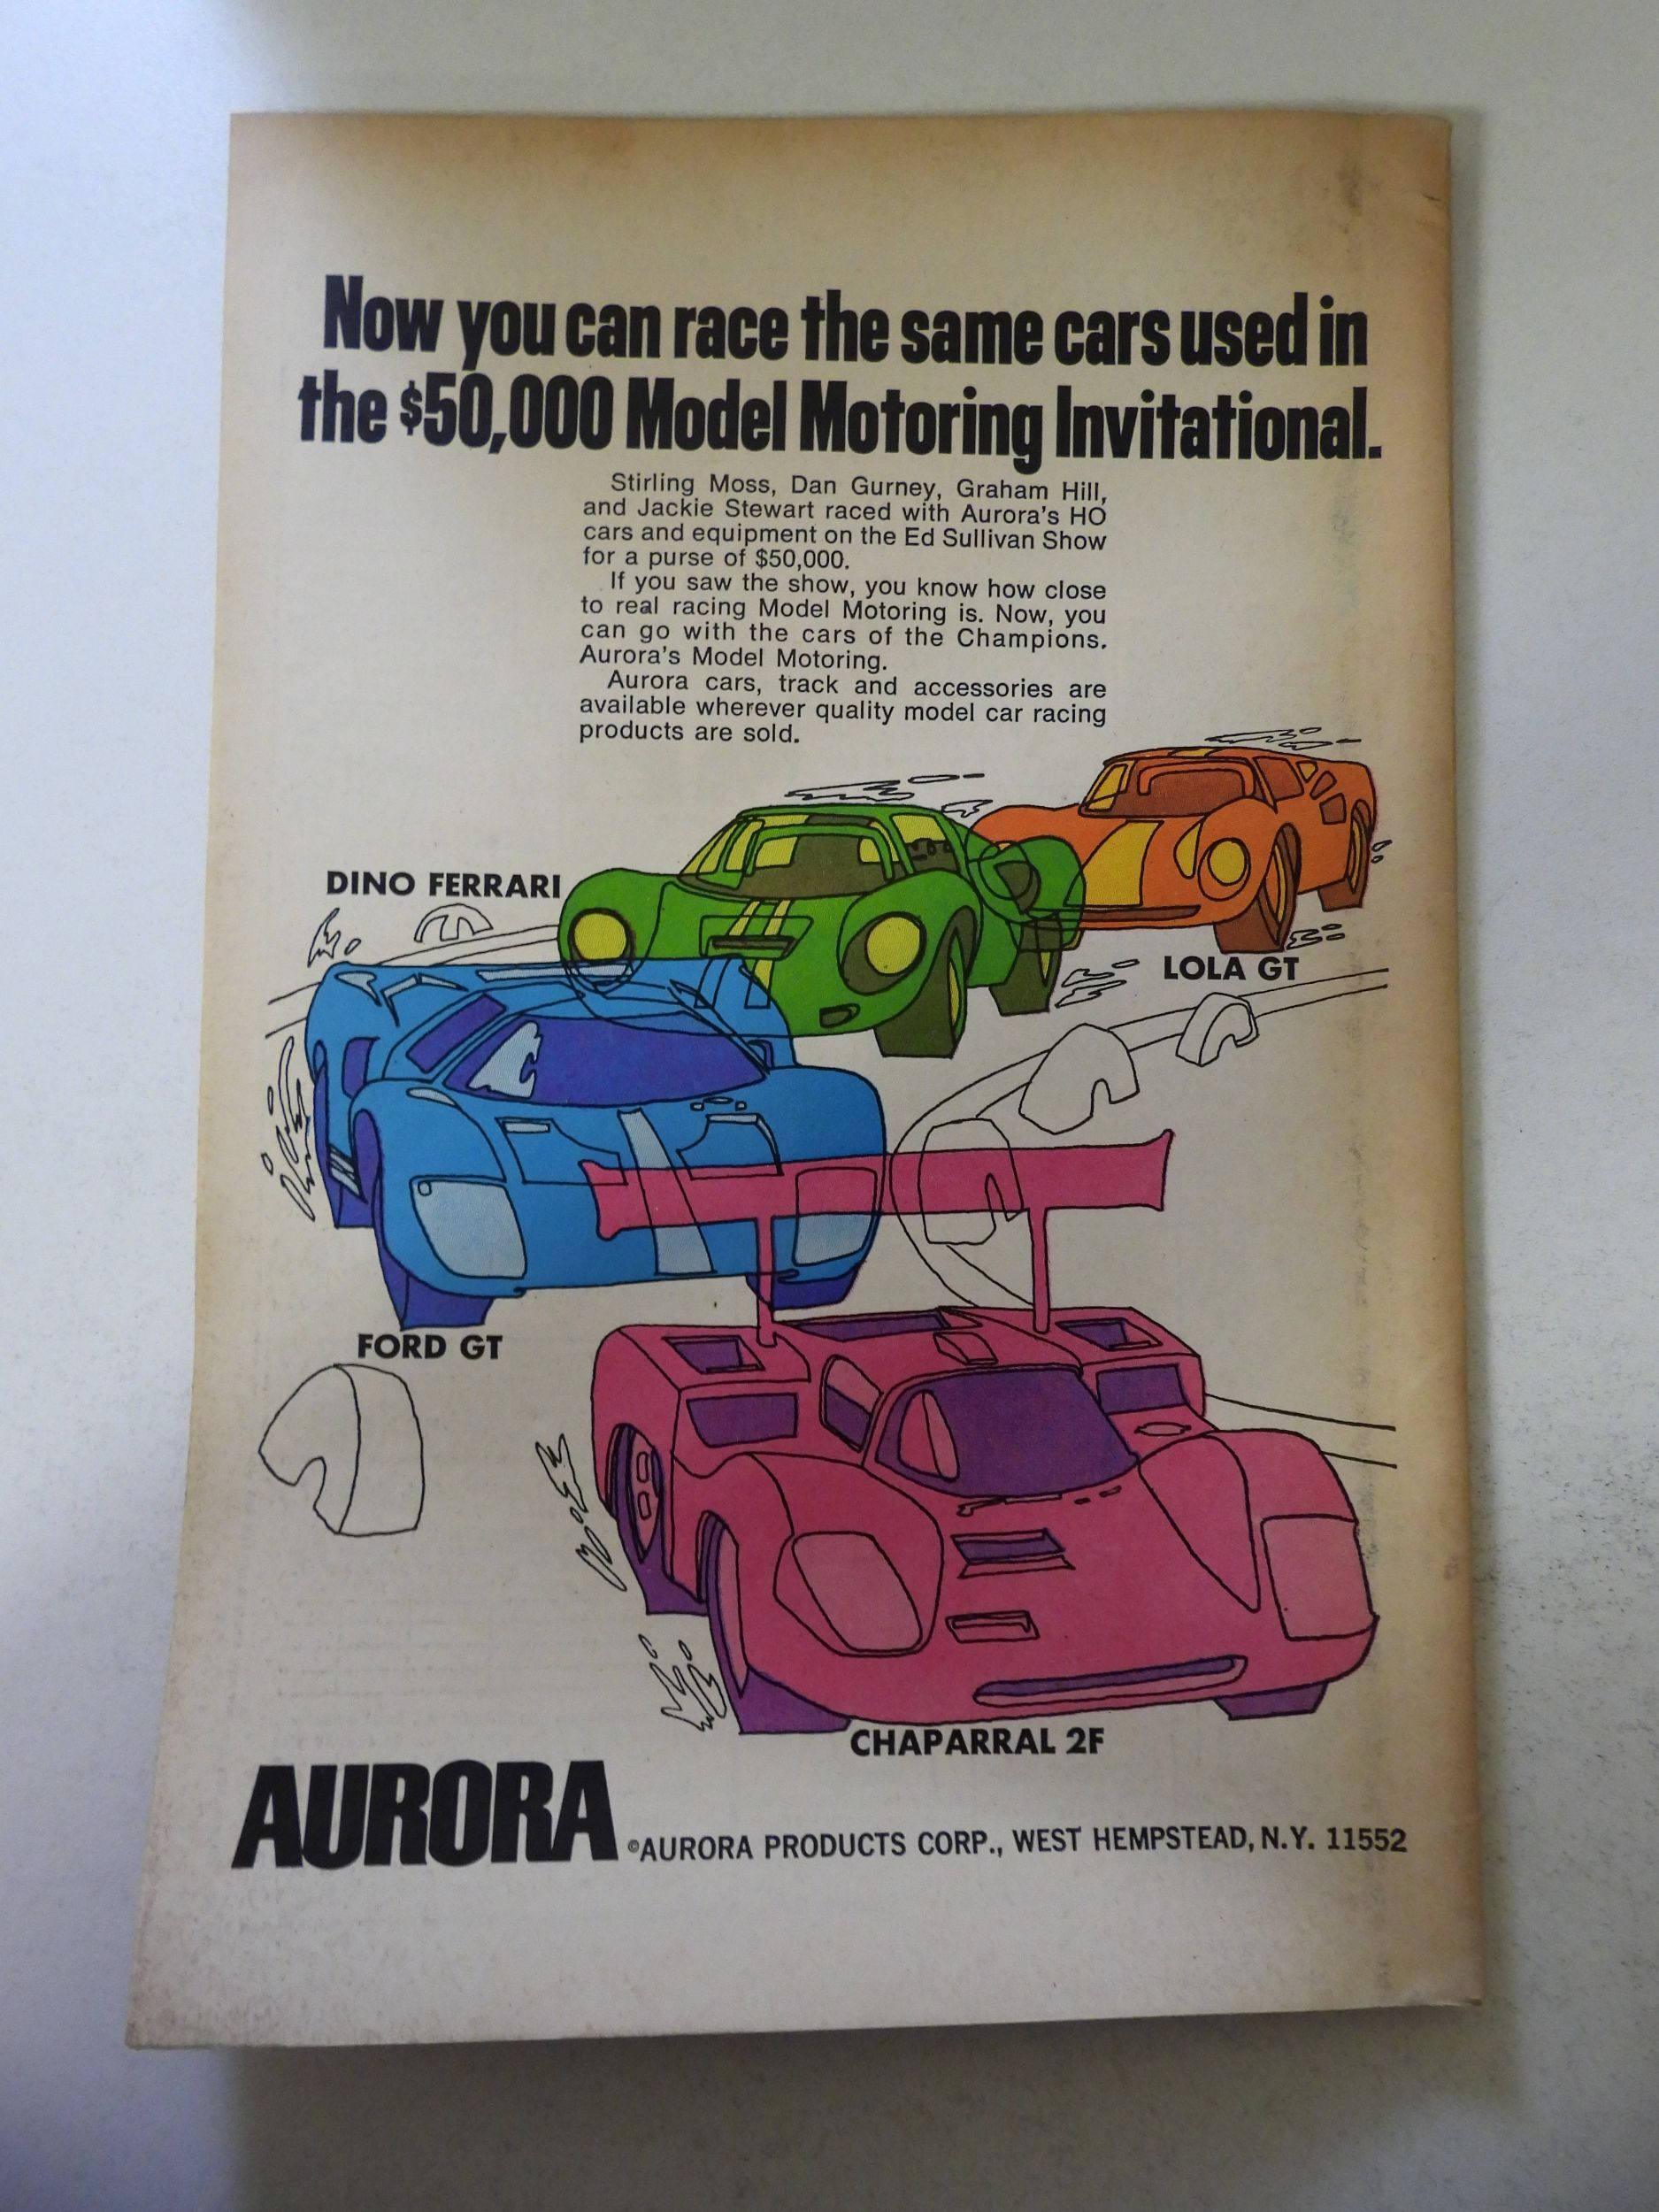 Now you can race the same cars used in
the $50,000 Model Motoring Invitational.
Stirling Moss, Dan Gurney, Graham Hill,
and Jackie Stewart raced with Aurora's HO
cars and equipment on the Ed Sullivan Show
for a purse of $50,000.
If you saw the show, you know how close
to real racing Model Motoring is. Now, you
can go with the cars of the Champions.
Aurora's Model Motoring.
Aurora cars, track and accessories are
available wherever quality model car racing
products are sold.
DINO FERRARI
LOLA GT
FORD GT
CHAPARRAL 2F
AURORA
©AURORA PRODUCTS CORP., WEST HEMPSTEAD, N.Y. 11552